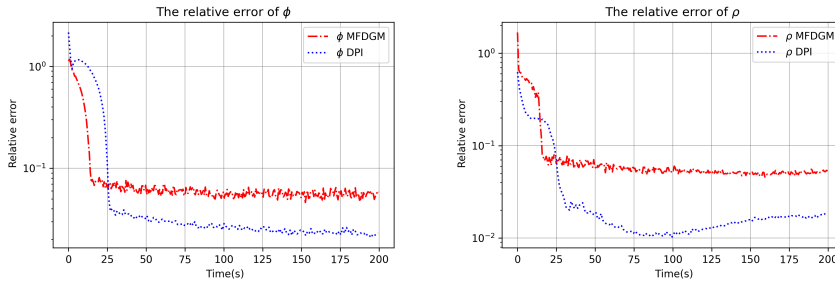 The relative error of ϕ
ϕ MFDGM
ϕ DPI
Relative error
10⁰
10⁻¹
0 25 50 75 100 125 150 175 200
Time(s)
The relative error of ρ
ρ MFDGM
ρ DPI
Relative error
10⁰
10⁻¹
10⁻²
0 25 50 75 100 125 150 175 200
Time(s)